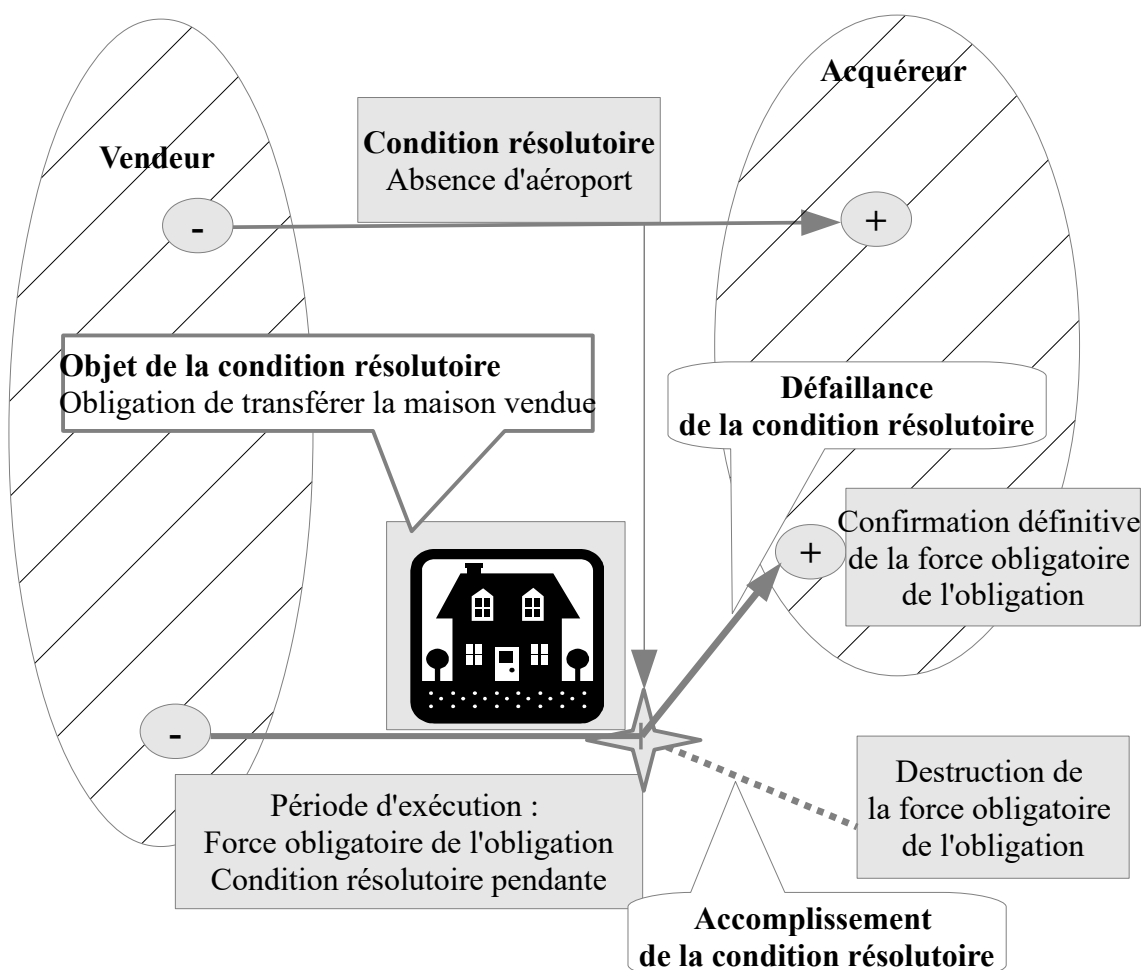 Acquéreur
Condition résolutoire
Absence d'aéroport
Vendeur
-
+
Objet de la condition résolutoire
Obligation de transférer la maison vendue
Défaillance
de la condition résolutoire
+
Confirmation définitive
de la force obligatoire
de l'obligation
-
Destruction de
la force obligatoire
de l'obligation
Période d'exécution :
Force obligatoire de l'obligation
Condition résolutoire pendante
Accomplissement
de la condition résolutoire